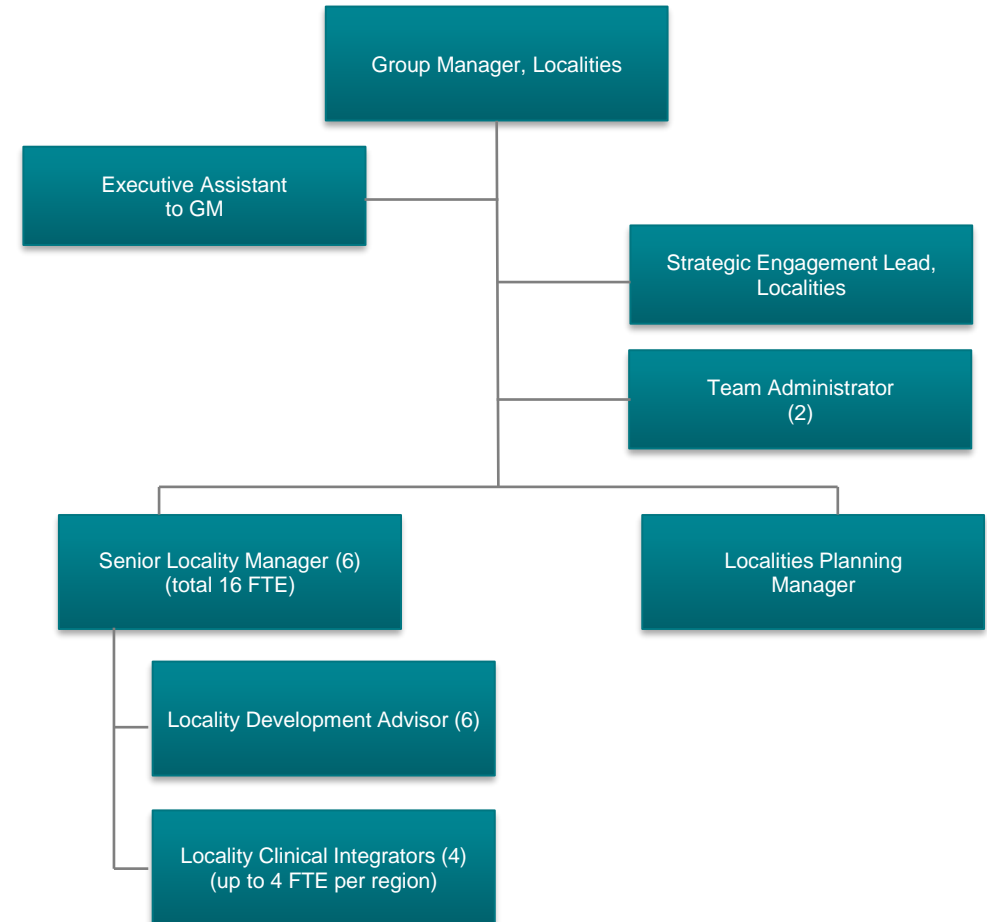 Group Manager, Localities
Executive Assistant
to GM
Strategic Engagement Lead,
Localities
Team Administrator
(2)
Senior Locality Manager (6)
(total 16 FTE)
Localities Planning
Manager
Locality Development Advisor (6)
Locality Clinical Integrators (4)
(up to 4 FTE per region)